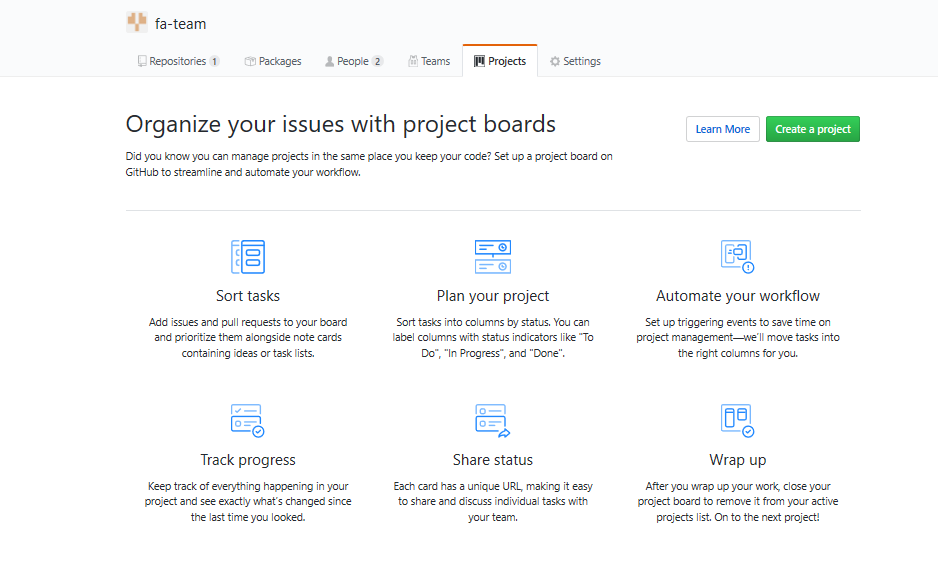 fa-team
Repositories 1 Packages People 2 Teams Projects Settings
Organize your issues with project boards
Learn More Create a project
Did you know you can manage projects in the same place you keep your code? Set up a project board on
GitHub to streamline and automate your workflow.
Sort tasks
Add issues and pull requests to your board
and prioritize them alongside note cards
containing ideas or task lists.
Plan your project
Sort tasks into columns by status. You can
label columns with status indicators like "To
Do", "In Progress", and "Done".
Automate your workflow
Set up triggering events to save time on
project management—we'll move tasks into
the right columns for you.
Track progress
Keep track of everything happening in your
project and see exactly what's changed since
the last time you looked.
Share status
Each card has a unique URL, making it easy
to share and discuss individual tasks with
your team.
Wrap up
After you wrap up your work, close your
project board to remove it from your active
projects list. On to the next project!